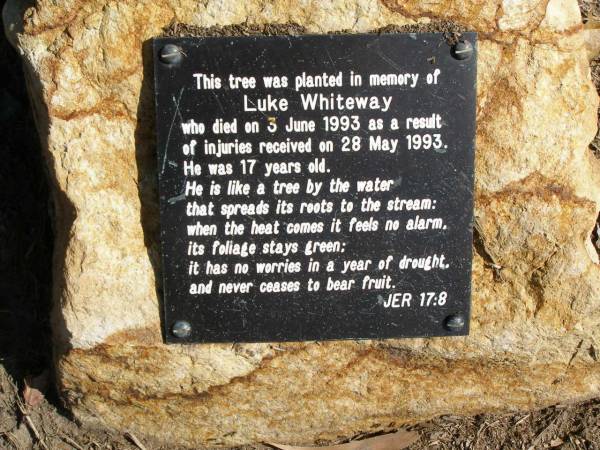 This tree was planted in memory of
Luke Whiteway
who died on 3 June 1993 as a result
of injuries received on 28 May 1993.
He was 17 years old.
He is like a tree by the water
that spreads its roots to the stream:
when the heat comes it feels no alarm,
its foliage stays green;
it has no worries in a year of drought,
and never ceases to bear fruit.
JER 17:8